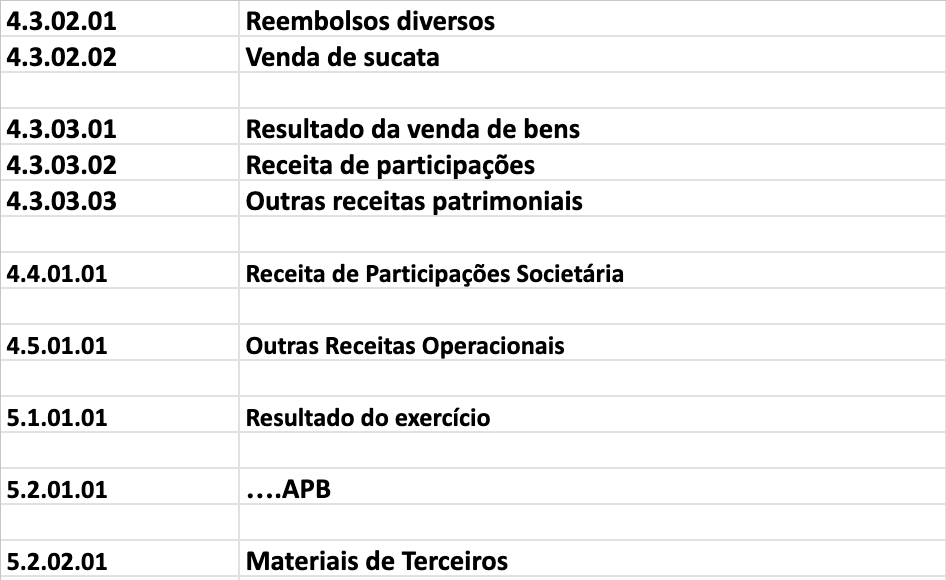 4.3.02.01 Reembolsos diversos
4.3.02.02 Venda de sucata
4.3.03.01 Resultado da venda de bens
4.3.03.02 Receita de participações
4.3.03.03 Outras receitas patrimoniais
4.4.01.01 Receita de Participações Societária
4.5.01.01 Outras Receitas Operacionais
5.1.01.01 Resultado do exercício
5.2.01.01 ….APB
5.2.02.01 Materiais de Terceiros